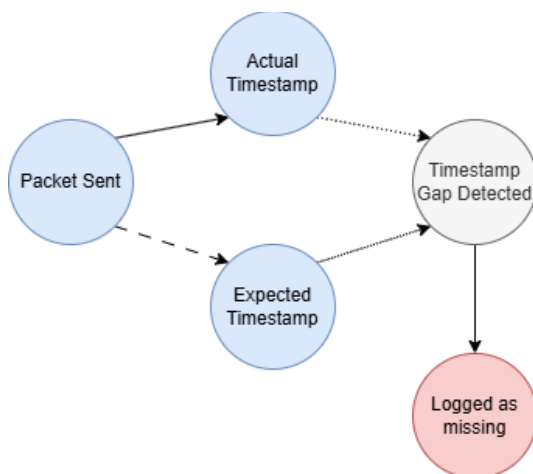 Actual
Timestamp
Packet Sent
Timestamp
Gap Detected
Expected
Timestamp
Logged as
missing